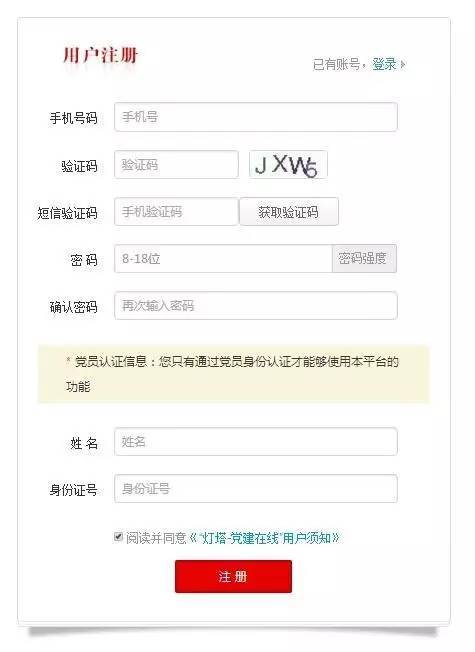 用户注册
已有账号，登录
手机号码 手机号
验证码 验证码 JXW5
短信验证码 手机验证码 获取验证码
密 码 8-18位 密码强度
确认密码 再次输入密码
* 党员认证信息：您只有通过党员身份认证才能够使用本平台的
功能
姓 名 姓名
身份证号 身份证号
阅读并同意《“灯塔-党建在线”用户须知》
注 册